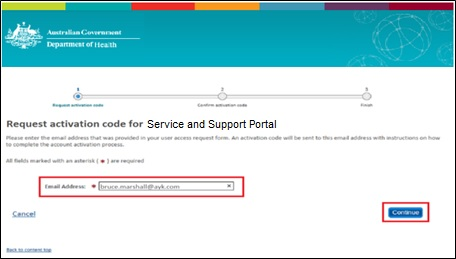 Australian Government
Department of Health
1 2 3
Request activation code Confirm activation code Finish
Request activation code for Service and Support Portal
Please enter the email address that was provided in your user access request form. An activation code will be sent to this email address with instructions on how
to complete the account activation process.
All fields marked with an asterisk ( * ) are required
Email Address: * bruce.marshall@ayk.com ×
Cancel Continue
Back to content top